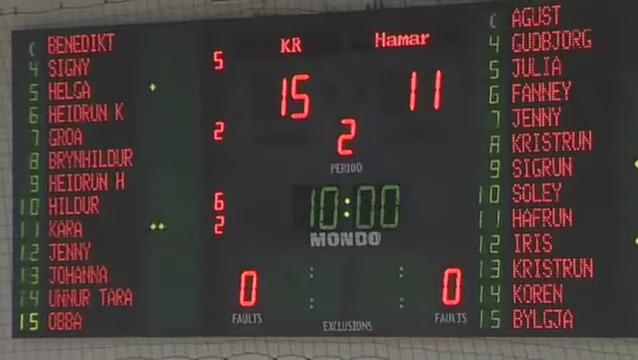 C BENEDIKT
4 SIGNY 5
5 HELGA
6 HEIDRUN K
7 GROA 2
8 BRYNHILDUR
9 HEIDRUN H
10 HILDUR 6
11 KARA 2
12 JENNY
13 JOHANNA
14 UNNUR TARA
15 OBBA
KR Hamar
15 11
2
PERIOD
10:00
MONDO
0 : : 0
: :
FAULTS EXCLUSIONS FAULTS
C AGUST
4 GUDBJORG
5 JULIA
6 FANNEY
7 JENNY
A KRISTRUN
9 SIGRUN
10 SOLEY
11 HAFRUN
12 IRIS
13 KRISTRUN
14 KOREN
15 BYLGJA